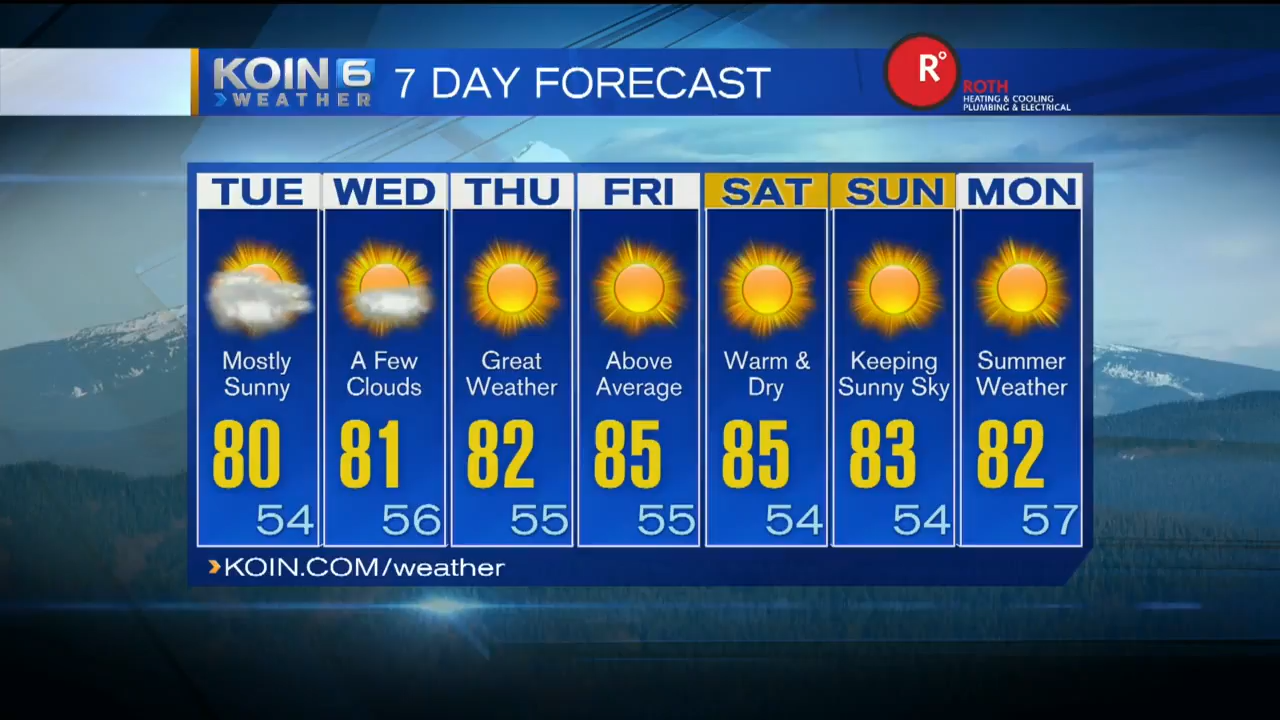 KOIN 6
WEATHER
7 DAY FORECAST
R°
ROTH
HEATING & COOLING
PLUMBING & ELECTRICAL
TUE WED THU FRI SAT SUN MON
Mostly Sunny
A Few Clouds
Great Weather
Above Average
Warm & Dry
Keeping Sunny Sky
Summer Weather
80 81 82 85 85 83 82
54 56 55 55 54 54 57
KOIN.COM/weather